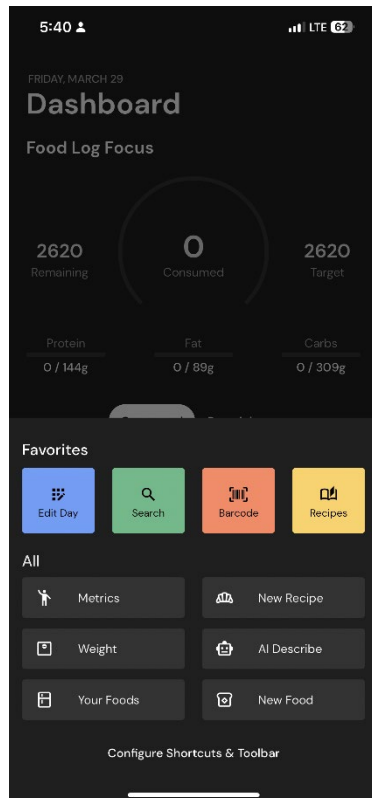 5:40
LTE 62
FRIDAY, MARCH 29
Dashboard
Food Log Focus
2620 0 2620
Remaining Consumed Target
Protein Fat Carbs
0 / 144g 0 / 89g 0 / 309g
Favorites
Edit Day Search Barcode Recipes
All
Metrics New Recipe
Weight AI Describe
Your Foods New Food
Configure Shortcuts & Toolbar